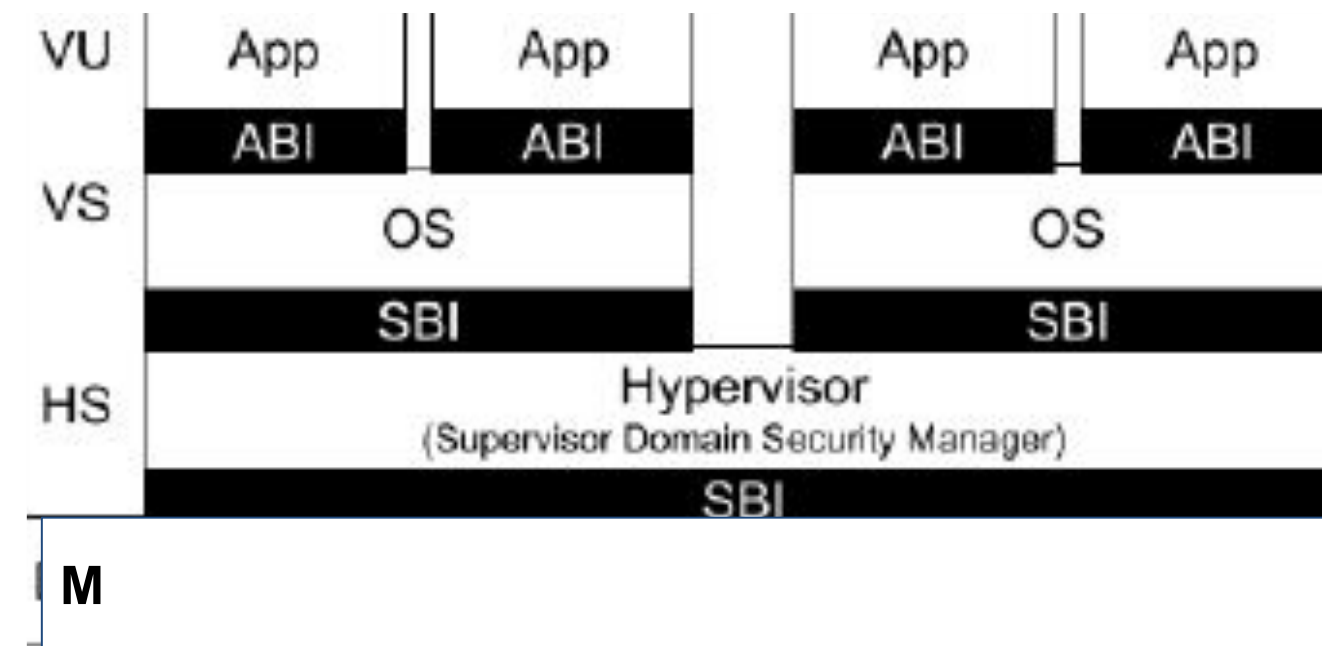 VU App App App App
ABI ABI ABI ABI
VS
OS OS
SBI SBI
Hypervisor
HS
(Supervisor Domain Security Manager)
SBI
M